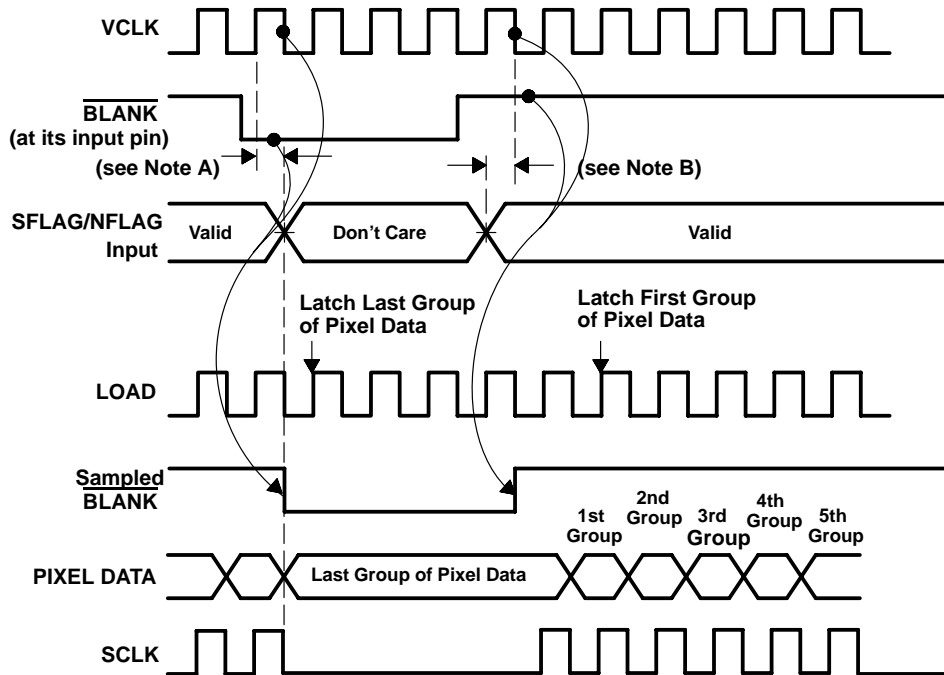 VCLK
BLANK
(at its input pin)
(see Note A)
(see Note B)
SFLAG/NFLAG
Input
Valid
Don't Care
Valid
Latch Last Group
of Pixel Data
Latch First Group
of Pixel Data
LOAD
Sampled
BLANK
1st
Group
2nd
Group
3rd
Group
4th
Group
5th
Group
PIXEL DATA
Last Group of Pixel Data
SCLK